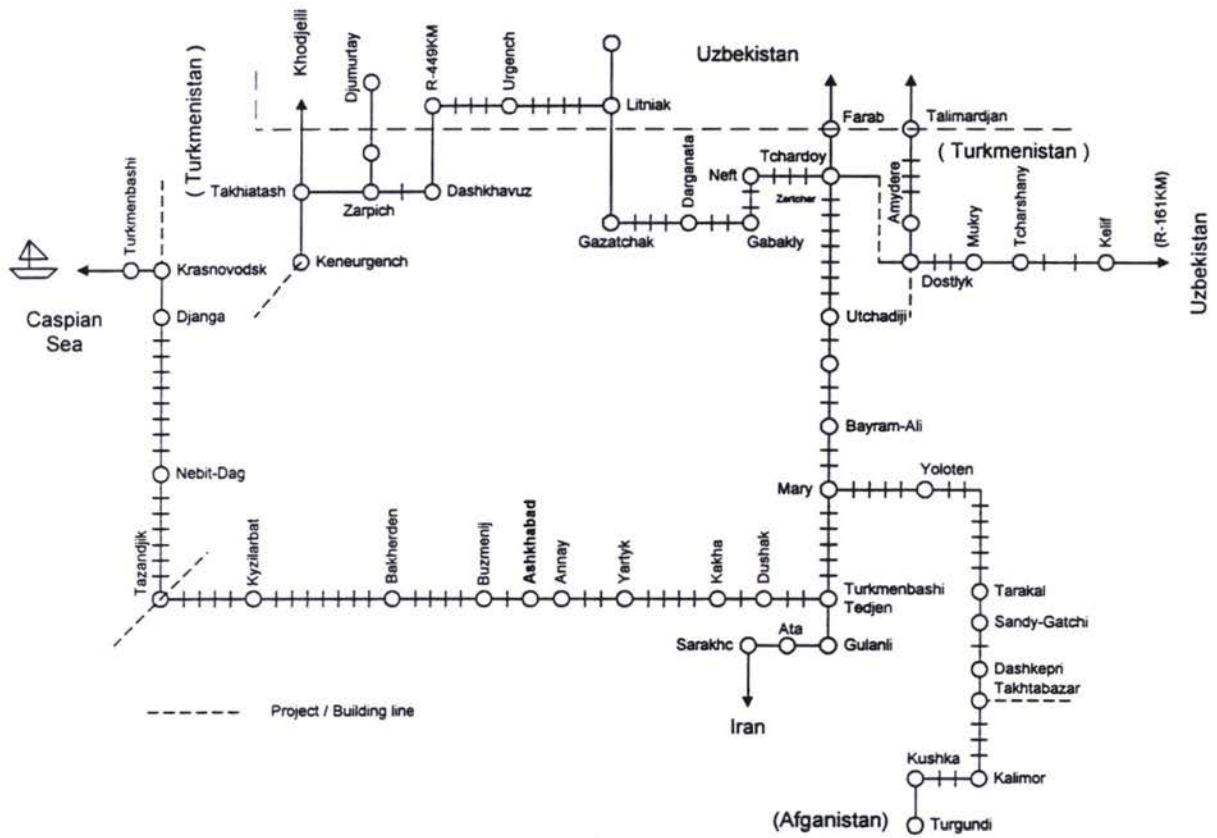 Uzbekistan
( Turkmenistan )
Khodjeili
Djumurtay
R-449KM
Urgench
Litniak
Farab
Talimardjan
( Turkmenistan )
Tchardoy
Neft
Darganata
Takhiatash
Zarpich
Dashkhavuz
Zertcher
Amydere
Mukry
Tcharshany
Kelif
(R-161KM)
Uzbekistan
Turkmenbashi
Gazatchak
Gabakly
Krasnovodsk
Keneurgench
Dostlyk
Caspian
Sea
Djanga
Utchadiji
Bayram-Ali
Nebit-Dag
Mary
Yoloten
Tazandjik
Kyzilarbat
Bakherden
Buzmenij
Ashkhabad
Annay
Yartyk
Kakha
Dushak
Turkmenbashi
Tedjen
Tarakal
Sandy-Gatchi
Sarakhc
Ata
Gulanli
Dashkepri
Takhtabazar
Project / Building line
Iran
Kushka
Kalimor
(Afganistan)
Turgundi